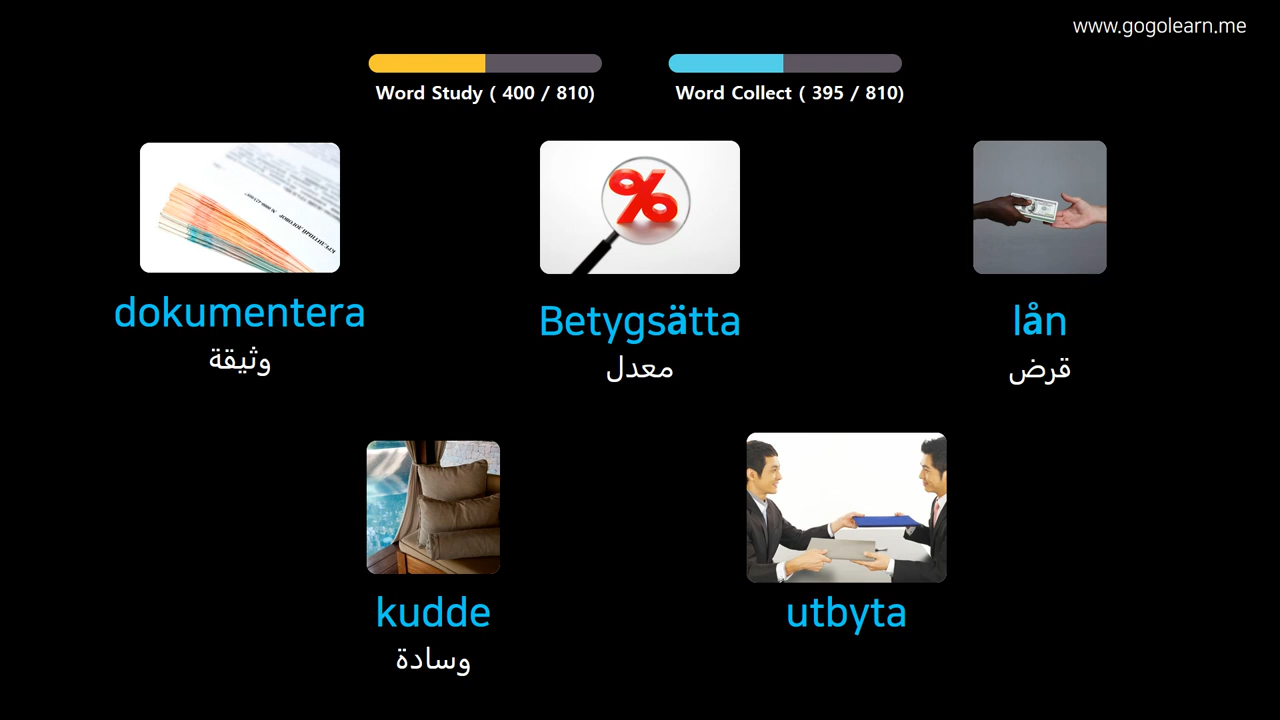 www.gogolearn.me
Word Study ( 400 / 810)
Word Collect ( 395 / 810)
dokumentera
وثيقة
Betygsätta
معدل
lån
قرض
kudde
وسادة
utbyta